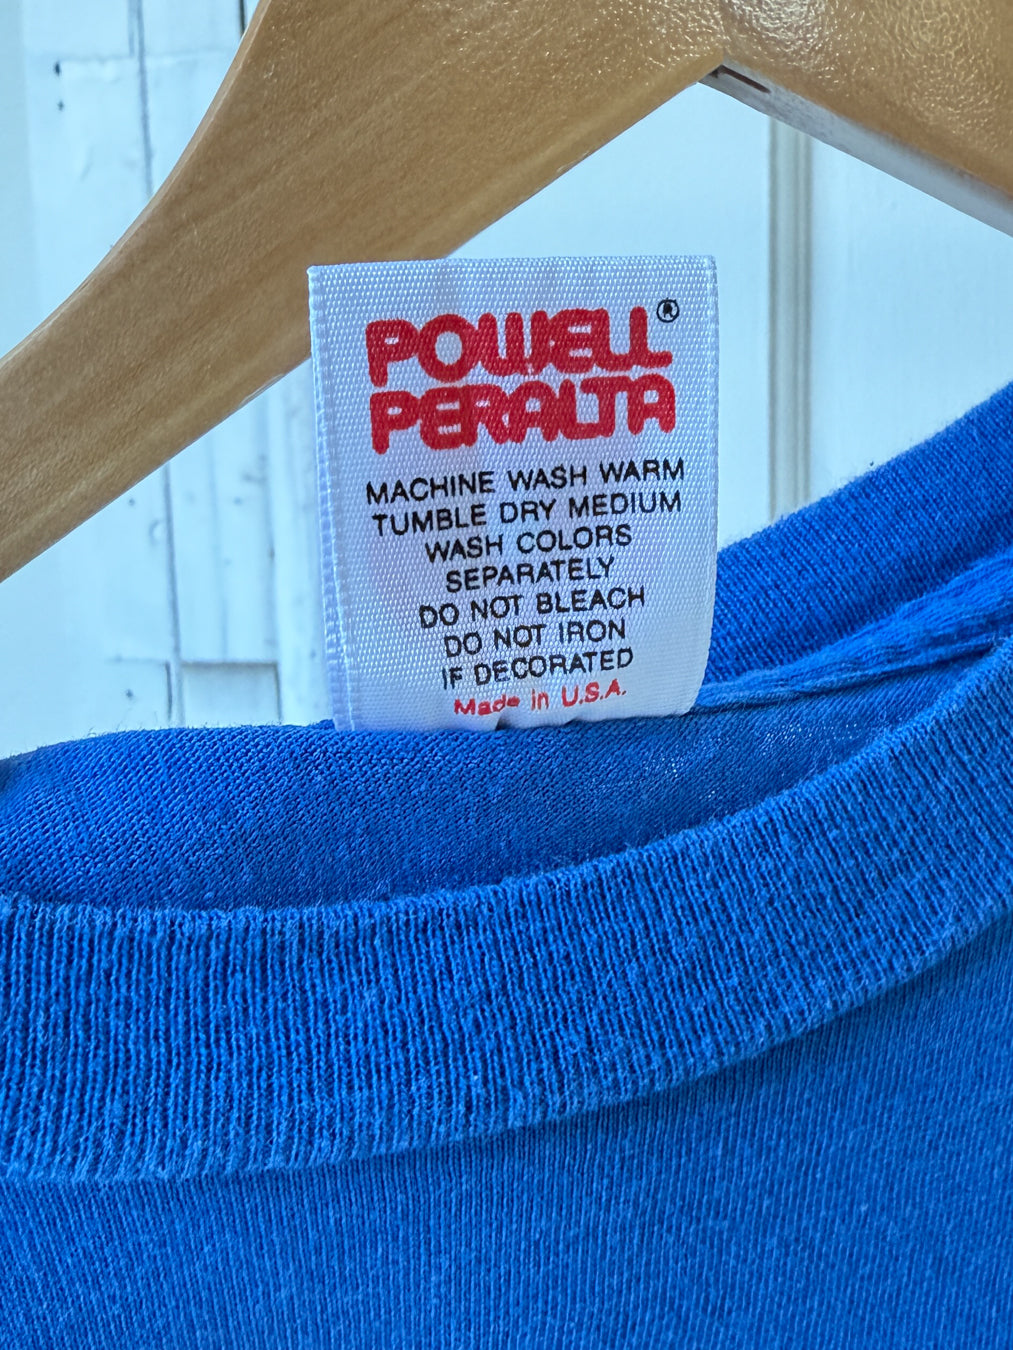 POWELL®
PERALTA
MACHINE WASH WARM
TUMBLE DRY MEDIUM
WASH COLORS
SEPARATELY
DO NOT BLEACH
DO NOT IRON
IF DECORATED
Made in U.S.A.